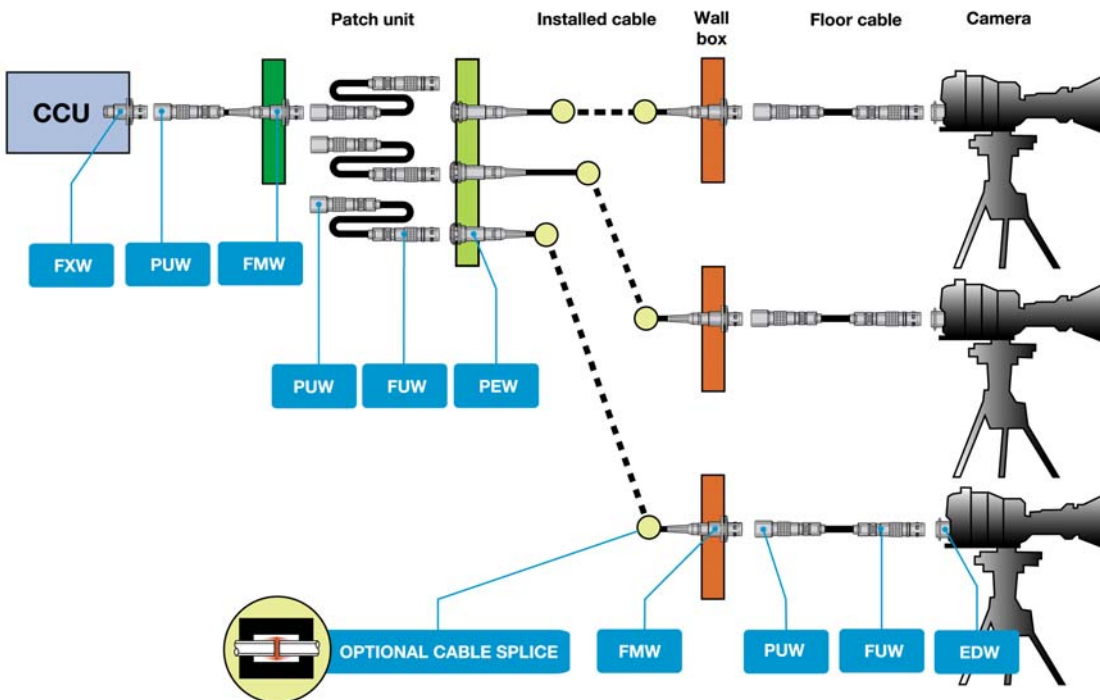 Patch unit
Installed cable
Wall
box
Floor cable
Camera
CCU
FXW
PUW
FMW
PUW
FUW
PEW
OPTIONAL CABLE SPLICE
FMW
PUW
FUW
EDW